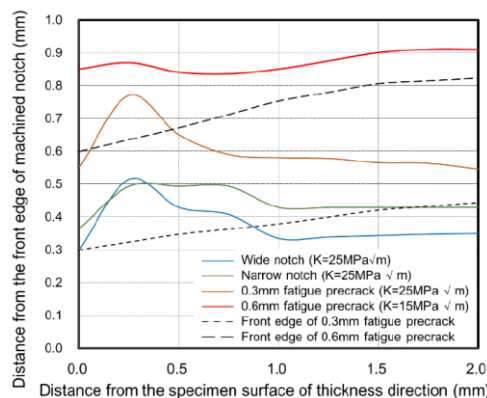 Distance from the front edge of machined notch (mm)
1.0
0.9
0.8
0.7
0.6
0.5
0.4
0.3
0.2
0.1
0.0
Wide notch (K=25MPa√m)
Narrow notch (K=25MPa √ m)
0.3mm fatigue precrack (K=25MPa √ m)
0.6mm fatigue precrack (K=15MPa √ m)
Front edge of 0.3mm fatigue precrack
Front edge of 0.6mm fatigue precrack
0.0 0.5 1.0 1.5 2.0
Distance from the specimen surface of thickness direction (mm)